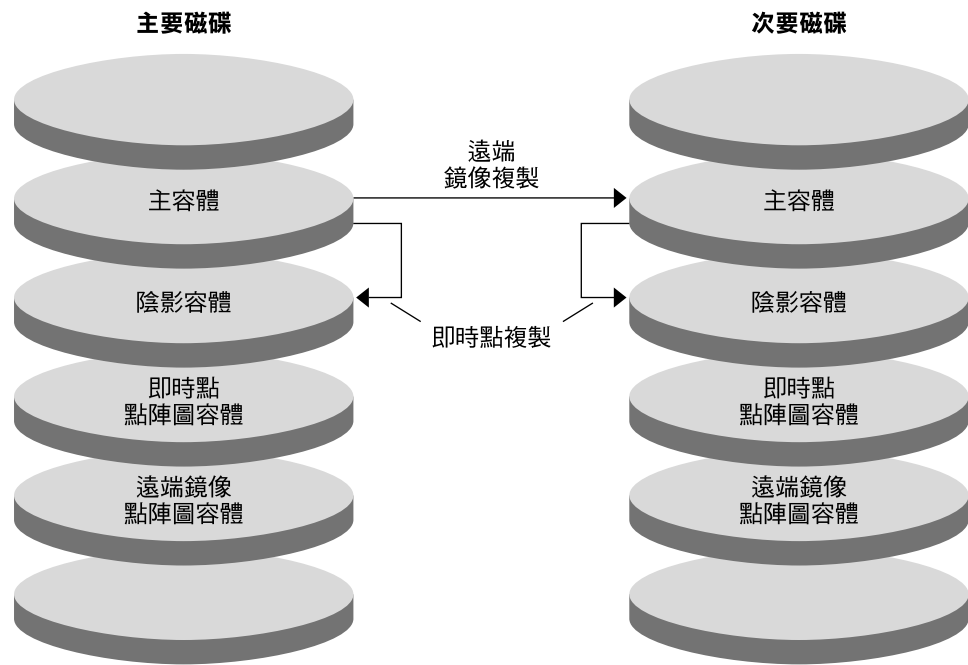 主要磁碟
次要磁碟
遠端
鏡像複製
主容體
主容體
陰影容體
陰影容體
即時點複製
即時點
點陣圖容體
即時點
點陣圖容體
遠端鏡像
點陣圖容體
遠端鏡像
點陣圖容體